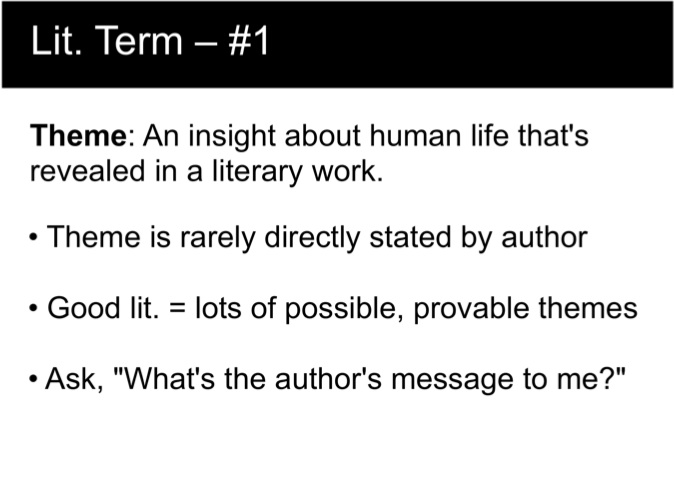 Lit. Term – #1
Theme: An insight about human life that's
revealed in a literary work.
• Theme is rarely directly stated by author
• Good lit. = lots of possible, provable themes
• Ask, "What's the author's message to me?"